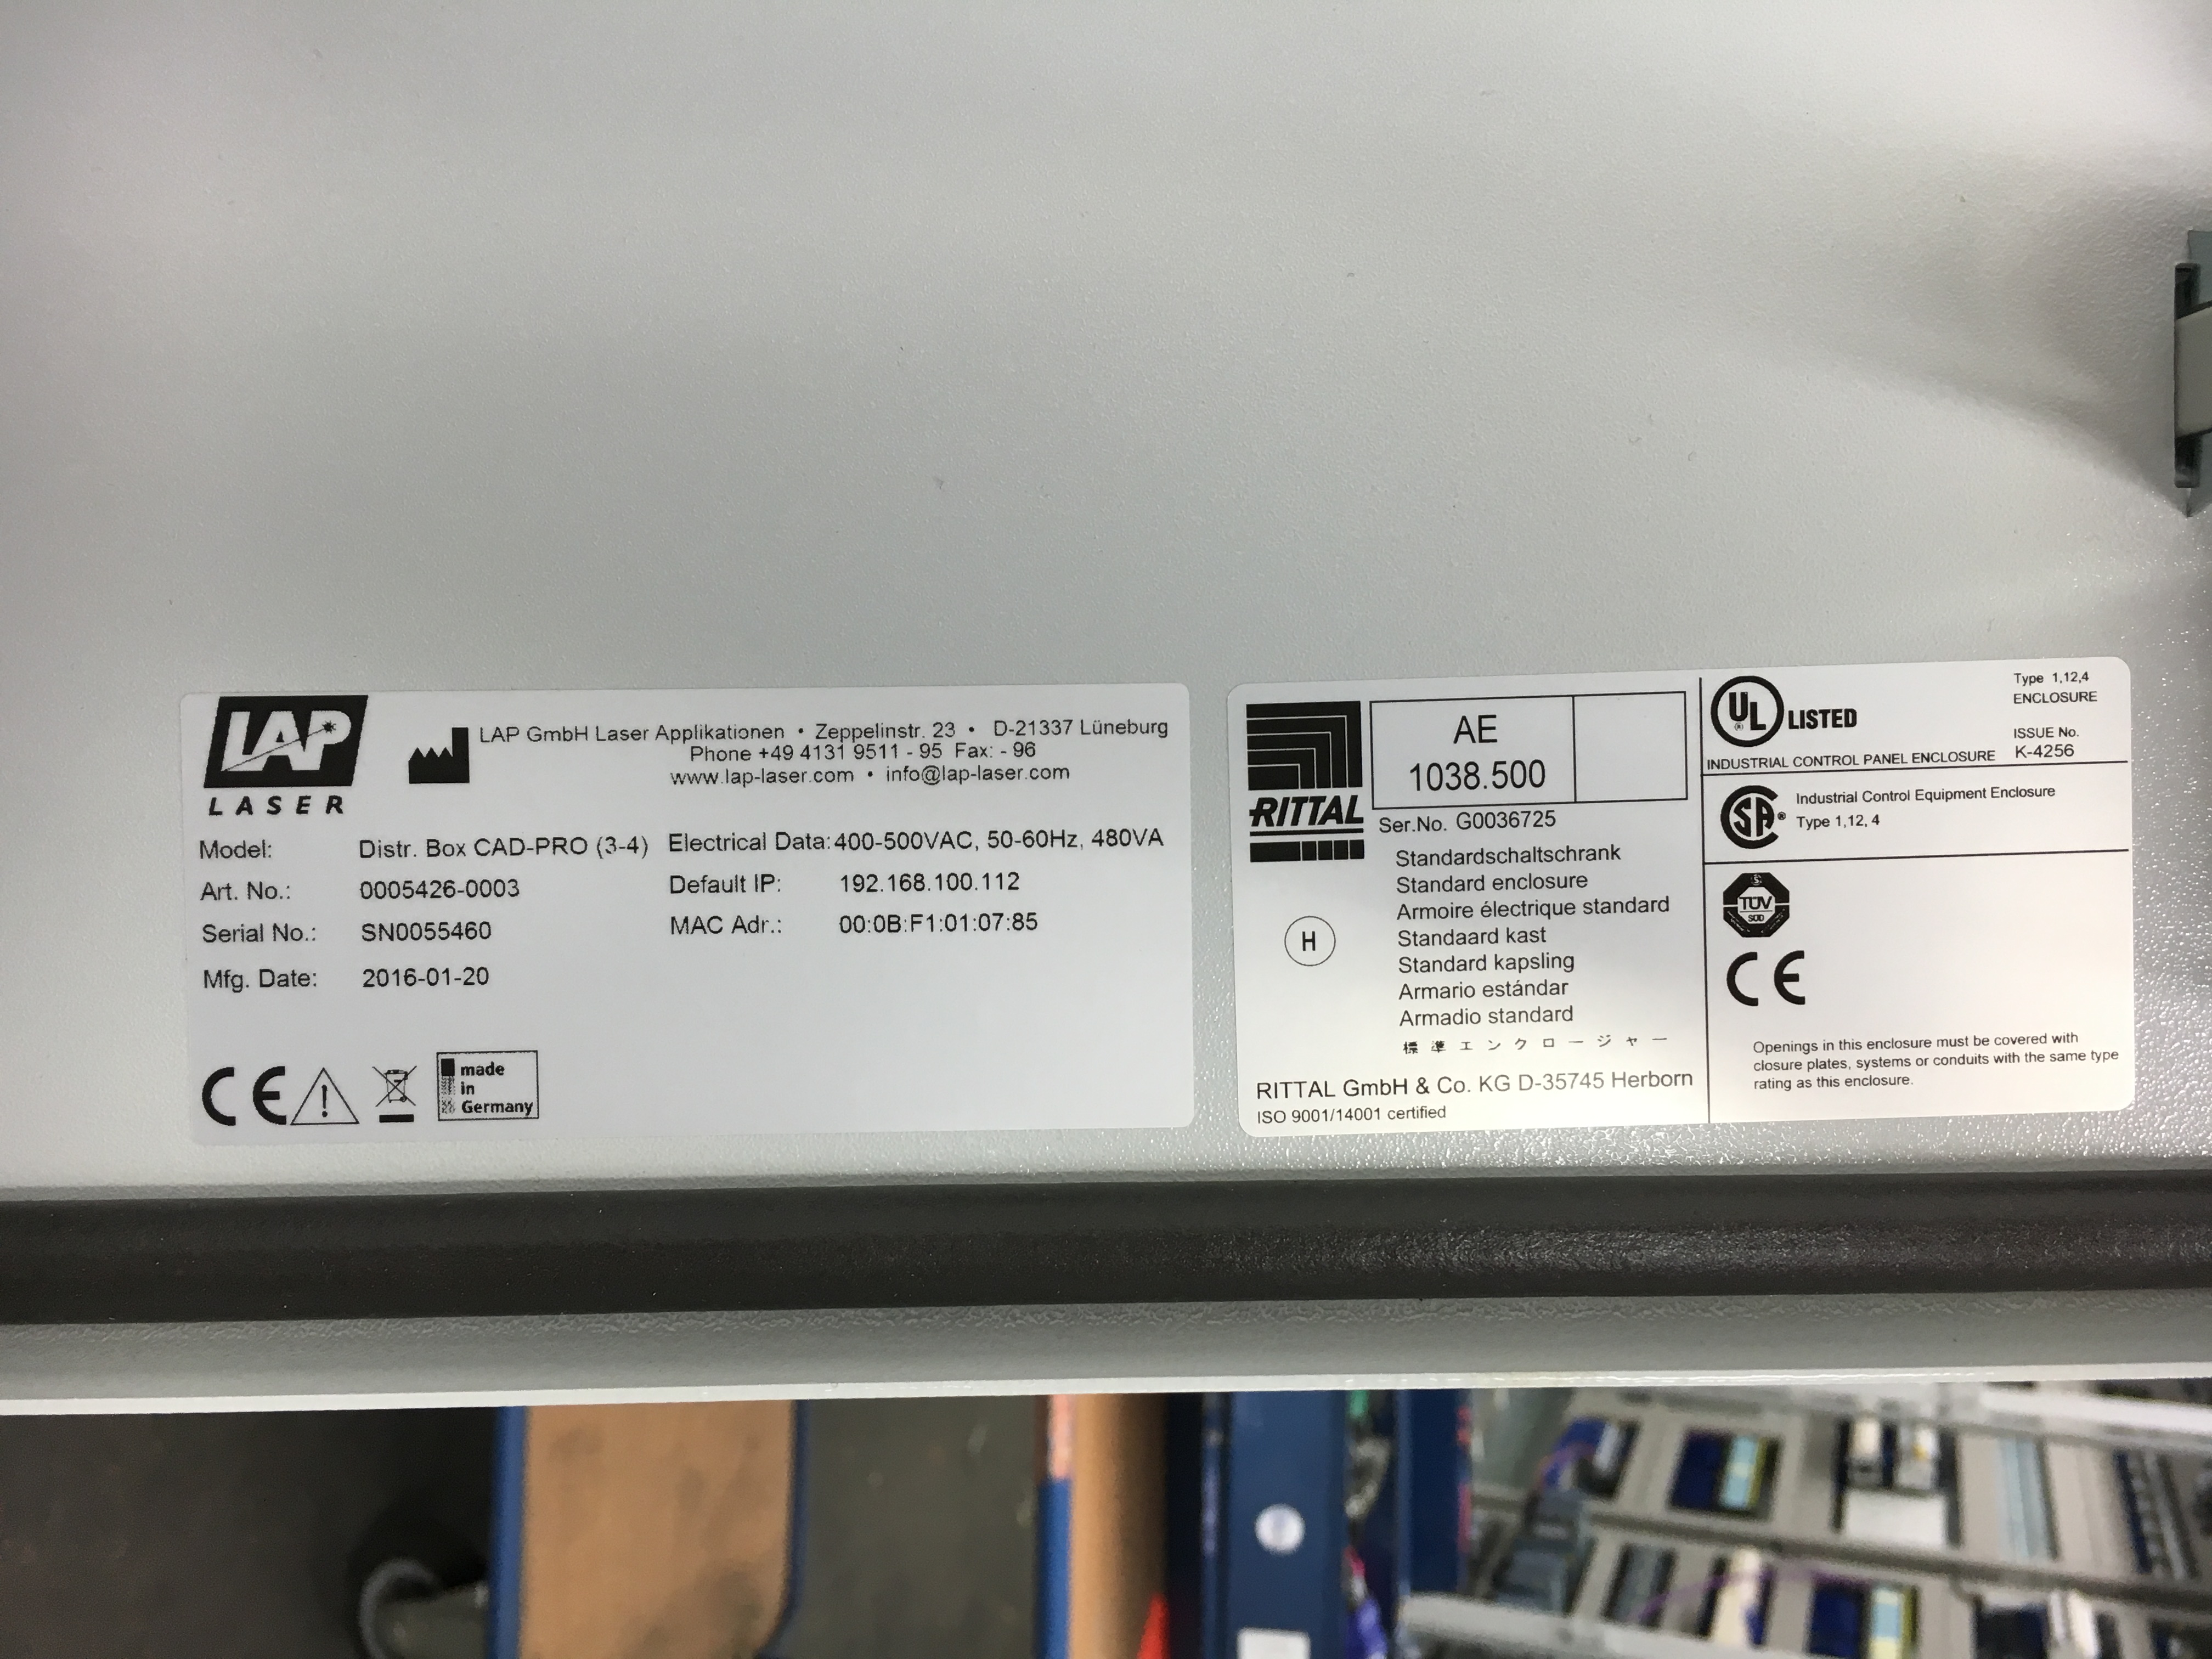 LAP
LASER
LAP GmbH Laser Applikationen • Zeppelinstr. 23 • D-21337 Lüneburg
Phone +49 4131 9511 - 95 Fax: - 96
www.lap-laser.com • info@lap-laser.com
Model: Distr. Box CAD-PRO (3-4) Electrical Data: 400-500VAC, 50-60Hz, 480VA
Art. No.: 0005426-0003 Default IP: 192.168.100.112
Serial No.: SN0055460 MAC Adr.: 00:0B:F1:01:07:85
Mfg. Date: 2016-01-20
CE
made
in
Germany
RITTAL
AE
1038.500
Ser.No. G0036725
Standardschaltschrank
Standard enclosure
Armoire électrique standard
Standaard kast
Standard kapsling
Armario estándar
Armadio standard
標準エンクロージャー
H
RITTAL GmbH & Co. KG D-35745 Herborn
ISO 9001/14001 certified
UL ® LISTED
Type 1,12,4
ENCLOSURE
ISSUE No.
INDUSTRIAL CONTROL PANEL ENCLOSURE K-4256
SA ® Industrial Control Equipment Enclosure
Type 1,12, 4
TÜV
SÜD
CE
Openings in this enclosure must be covered with
closure plates, systems or conduits with the same type
rating as this enclosure.